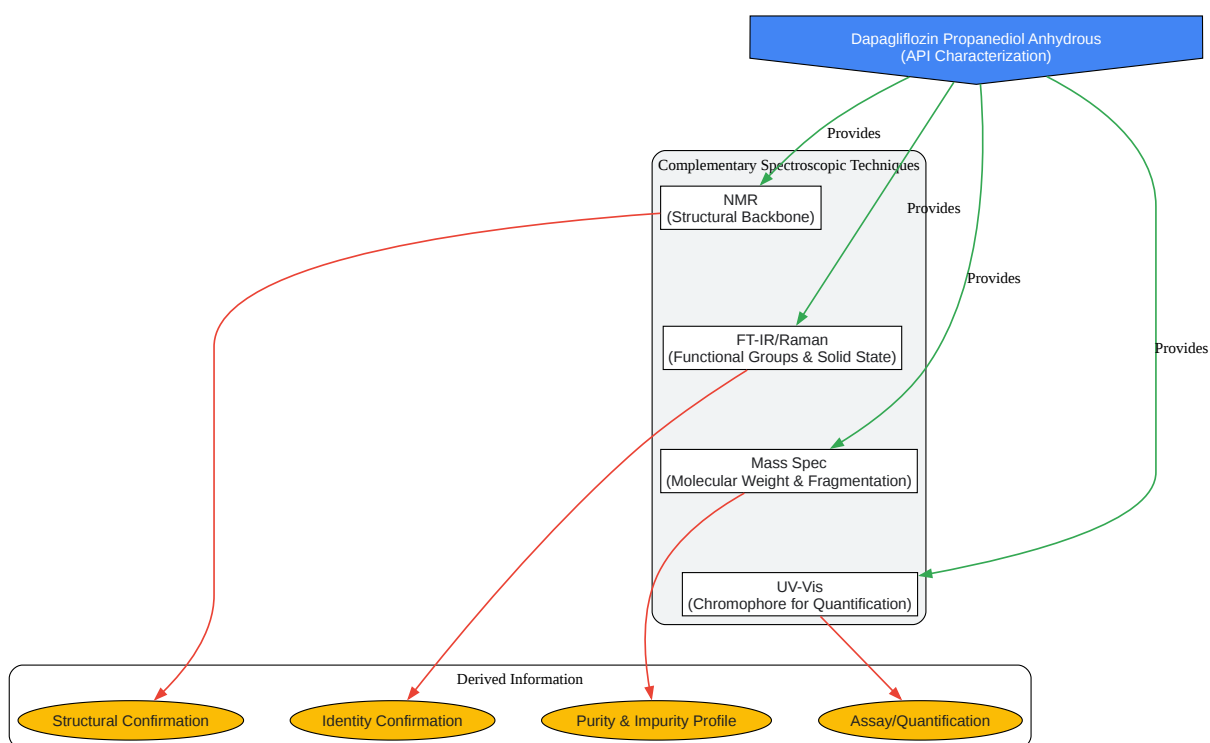 Dapagliflozin Propanediol Anhydrous
(API Characterization)
Provides
Complementary Spectroscopic Techniques
NMR
(Structural Backbone)
Provides
Provides
FT-IR/Raman
(Functional Groups & Solid State)
Provides
Mass Spec
(Molecular Weight & Fragmentation)
UV-Vis
(Chromophore for Quantification)
Derived Information
Structural Confirmation
Identity Confirmation
Purity & Impurity Profile
Assay/Quantification